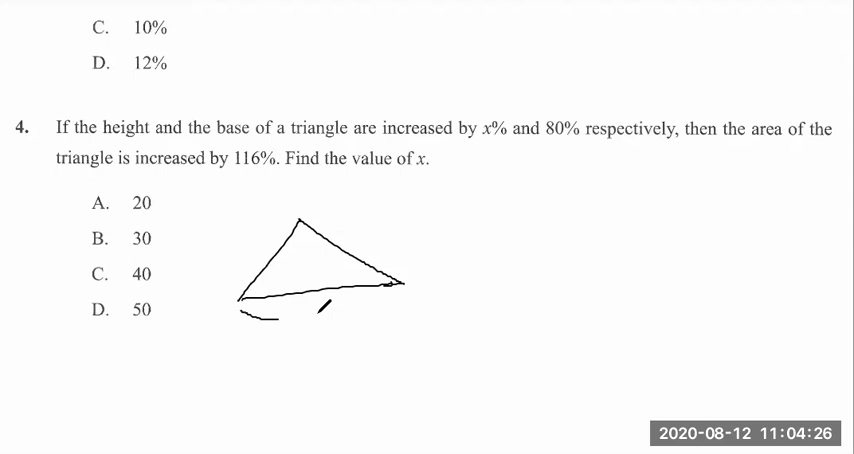 C. 10%
D. 12%
4. If the height and the base of a triangle are increased by x% and 80% respectively, then the area of the
triangle is increased by 116%. Find the value of x.
A. 20
B. 30
C. 40
D. 50
2020-08-12 11:04:26